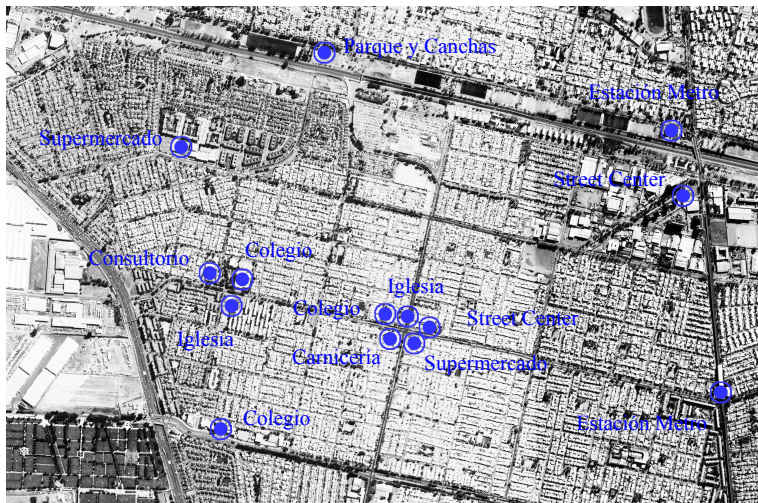 Parque y Canchas
Estación Metro
Supermercado
Street Center
Consultorio
Colegio
Iglesia
Colegio
Street Center
Iglesia
Carnicería
Supermercado
Colegio
Estación Metro